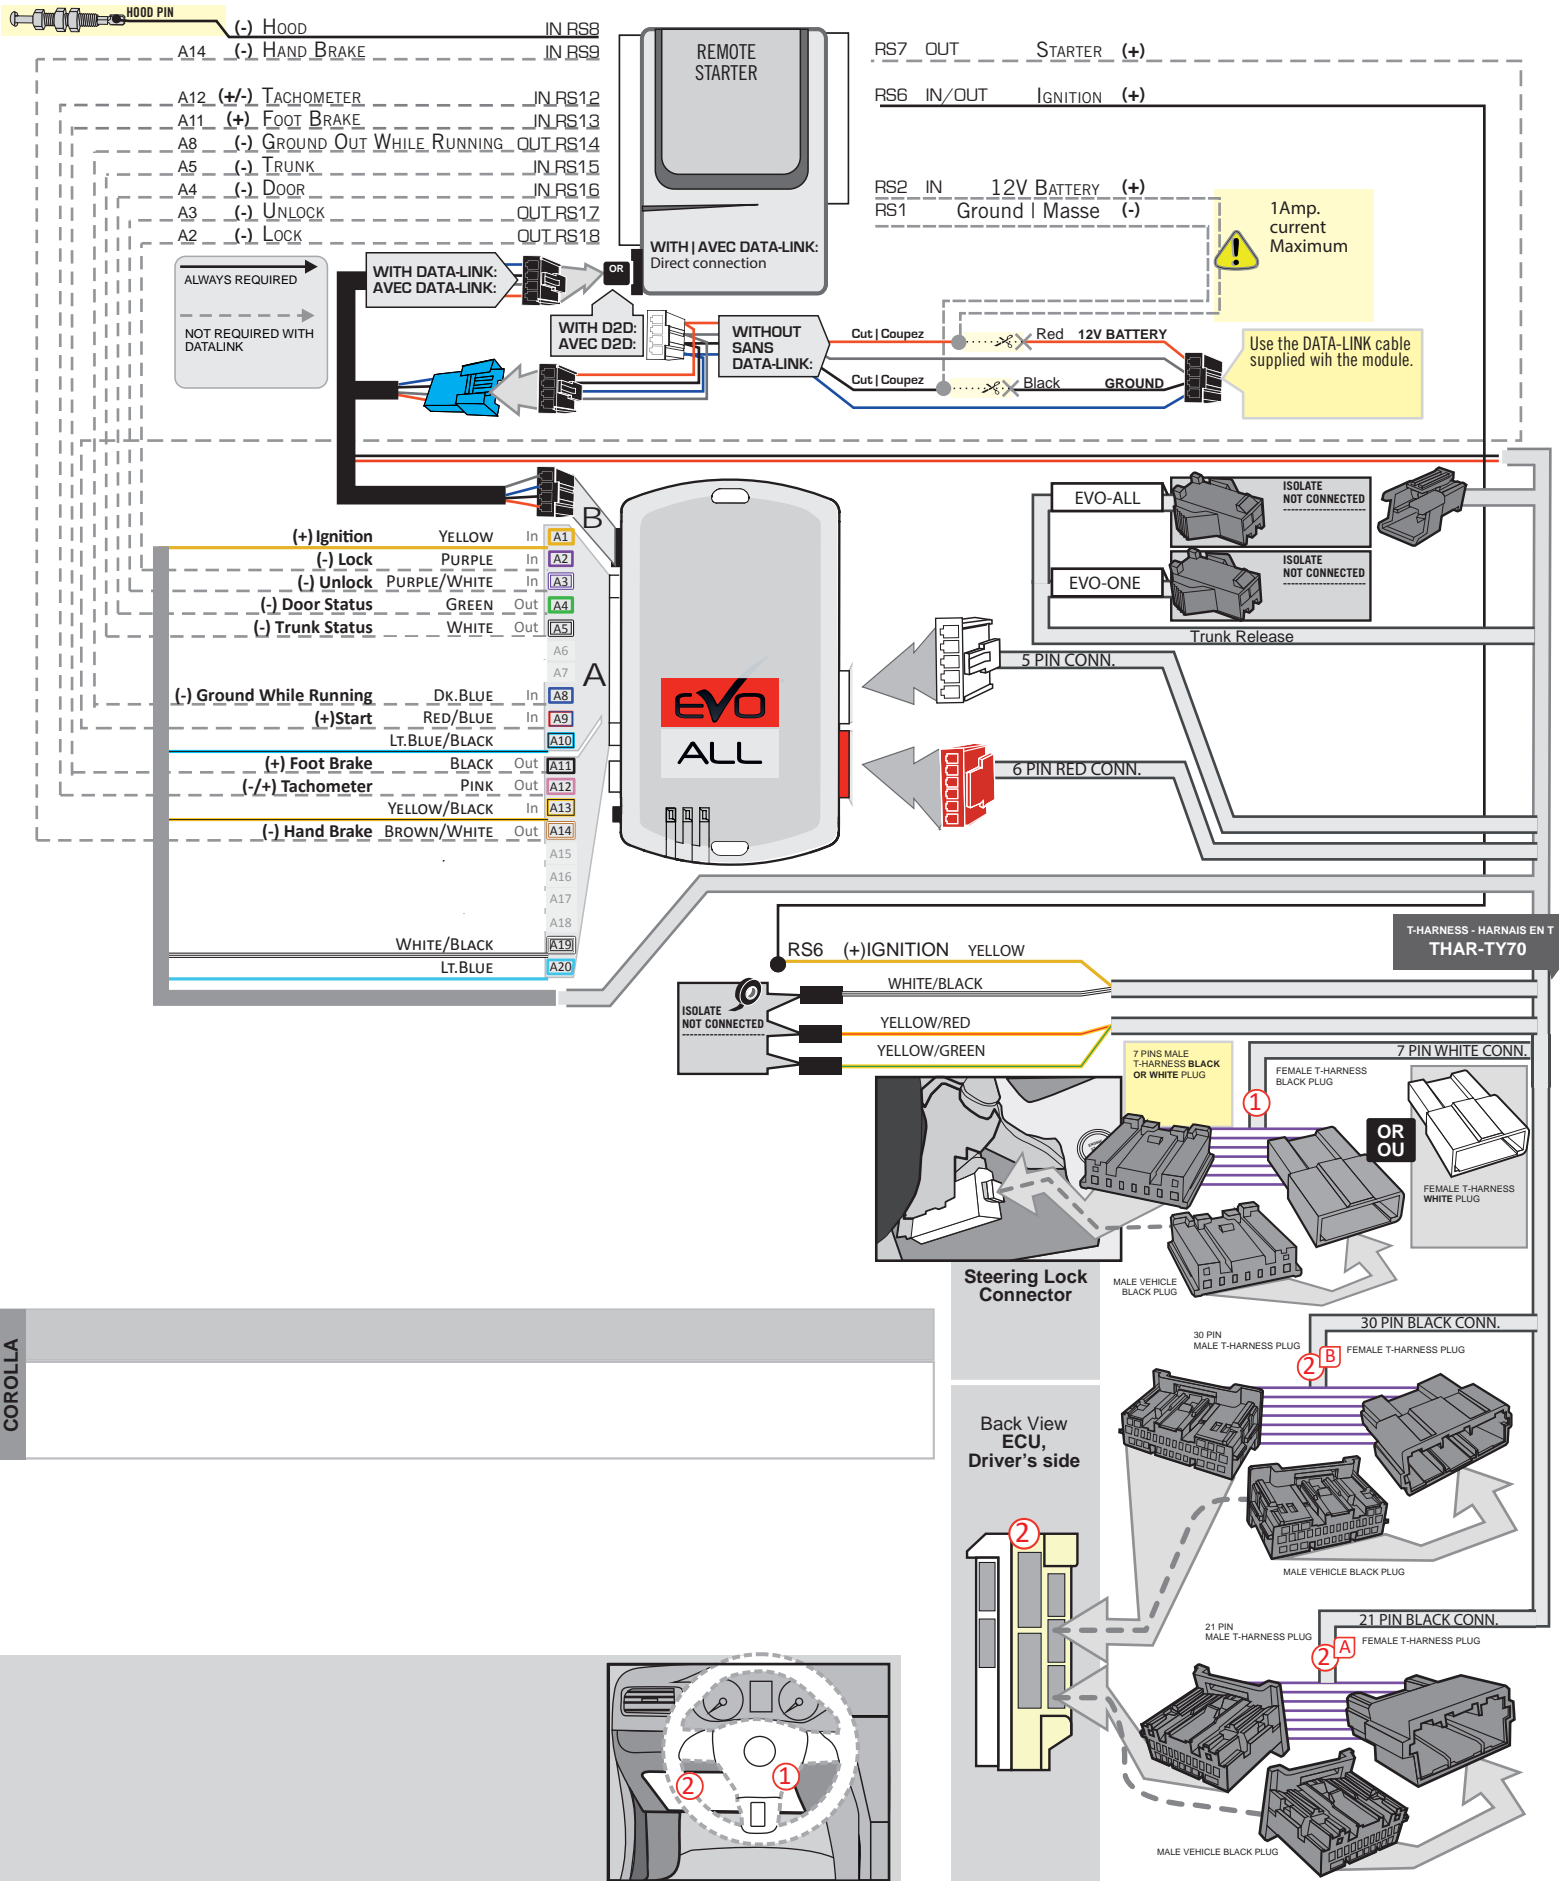 HOOD PIN
(-) HOOD IN RS8
A14 (-) HAND BRAKE IN RS9
A12 (+/-) TACHOMETER IN RS12
A11 (+) FOOT BRAKE IN RS13
A8 (-) GROUND OUT WHILE RUNNING OUT RS14
A5 (-) TRUNK IN RS15
A4 (-) DOOR IN RS16
A3 (-) UNLOCK OUT RS17
A2 (-) LOCK OUT RS18
REMOTE
STARTER
WITH | AVEC DATA-LINK:
Direct connection
RS7 OUT STARTER (+)
RS6 IN/OUT IGNITION (+)
RS2 IN 12V BATTERY (+)
RS1 Ground | Masse (-)
1Amp.
current
Maximum
ALWAYS REQUIRED
NOT REQUIRED WITH
DATALINK
WITH DATA-LINK:
AVEC DATA-LINK:
OR
WITH D2D:
AVEC D2D:
WITHOUT
SANS
DATA-LINK:
Cut | Coupez Red 12V BATTERY
Cut | Coupez Black GROUND
Use the DATA-LINK cable
supplied wih the module.
B
A
(+) Ignition YELLOW In A1
(-) Lock PURPLE In A2
(-) Unlock PURPLE/WHITE In A3
(-) Door Status GREEN Out A4
(-) Trunk Status WHITE Out A5
A6
A7
(-) Ground While Running DK.BLUE In A8
(+)Start RED/BLUE In A9
LT.BLUE/BLACK A10
(+) Foot Brake BLACK Out A11
(-/+) Tachometer PINK Out A12
YELLOW/BLACK In A13
(-) Hand Brake BROWN/WHITE Out A14
A15
A16
A17
A18
WHITE/BLACK A19
LT.BLUE A20
EVO
ALL
EVO-ALL
ISOLATE
NOT CONNECTED
EVO-ONE
ISOLATE
NOT CONNECTED
Trunk Release
5 PIN CONN.
6 PIN RED CONN.
T-HARNESS - HARNAIS EN T
THAR-TY70
RS6 (+)IGNITION YELLOW
WHITE/BLACK
YELLOW/RED
YELLOW/GREEN
ISOLATE
NOT CONNECTED
7 PIN WHITE CONN.
7 PINS MALE
T-HARNESS BLACK
OR WHITE PLUG
1
FEMALE T-HARNESS
BLACK PLUG
OR
OU
FEMALE T-HARNESS
WHITE PLUG
MALE VEHICLE
BLACK PLUG
Steering Lock
Connector
30 PIN BLACK CONN.
30 PIN
MALE T-HARNESS PLUG
2 B
FEMALE T-HARNESS PLUG
MALE VEHICLE BLACK PLUG
COROLLA
Back View
ECU,
Driver's side
2
21 PIN BLACK CONN.
21 PIN
MALE T-HARNESS PLUG
2 A
FEMALE T-HARNESS PLUG
MALE VEHICLE BLACK PLUG
2
1